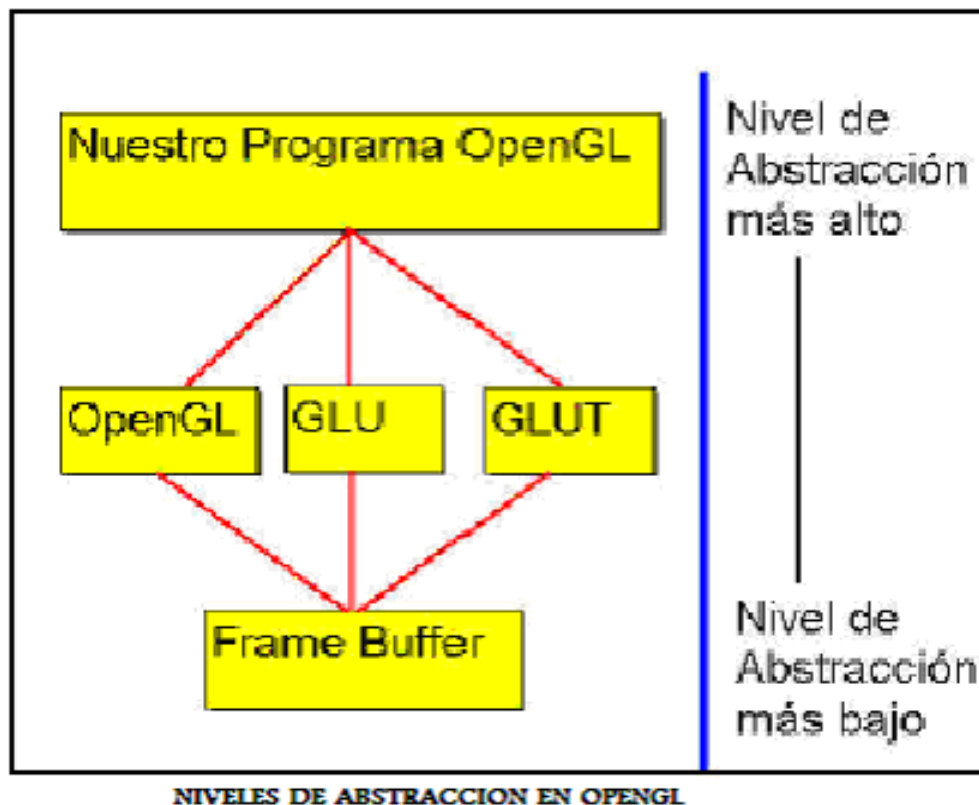 Nuestro Programa OpenGL
Nivel de
Abstracción
más alto
OpenGL
GLU
GLUT
Frame Buffer
Nivel de
Abstracción
más bajo
NIVELES DE ABSTRACCION EN OPENGL